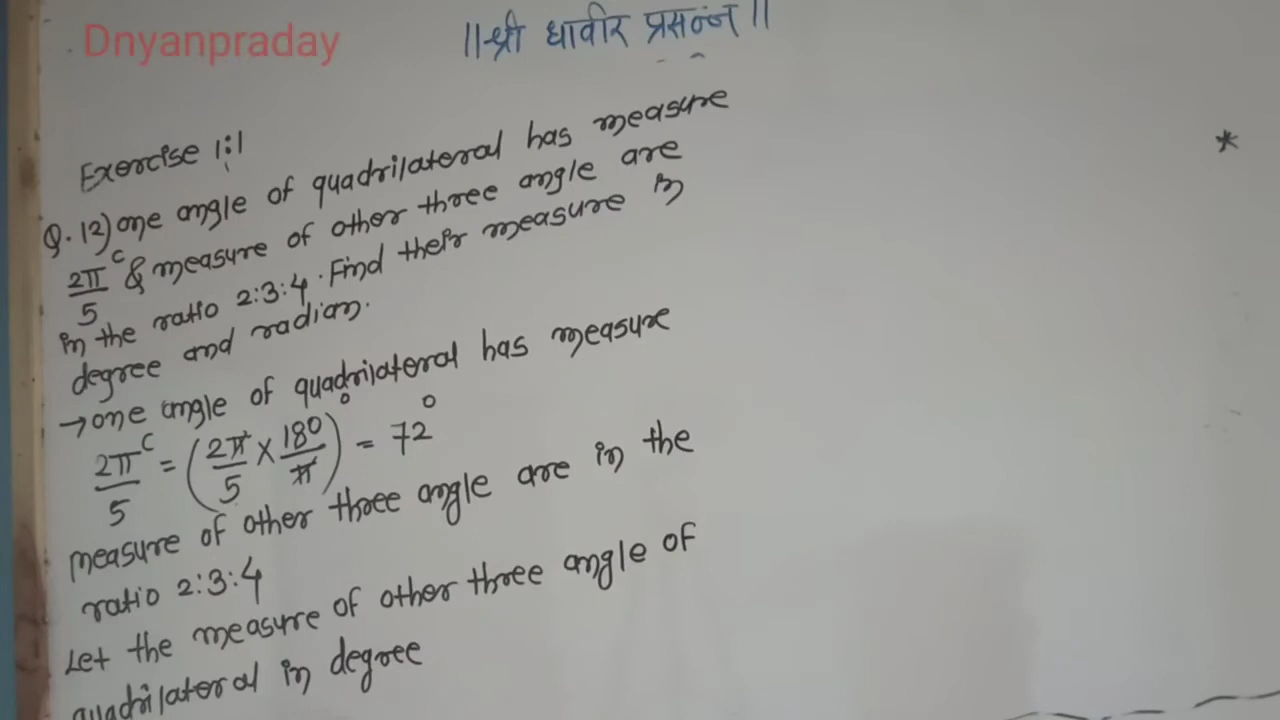 Dnyanpraday
||श्री धावीर प्रसन्न||
Exercise 1:1
Q.12) one angle of quadrilateral has measure
2π/5 ᶜ & measure of other three angle are
in the ratio 2:3:4. Find their measure in
degree and radian.
→ one angle of quadrilateral has measure
2π/5 ᶜ = (2π/5 × 180/π)° = 72°
measure of other three angle are in the
ratio 2:3:4
Let the measure of other three angle of
quadrilateral in degree
*